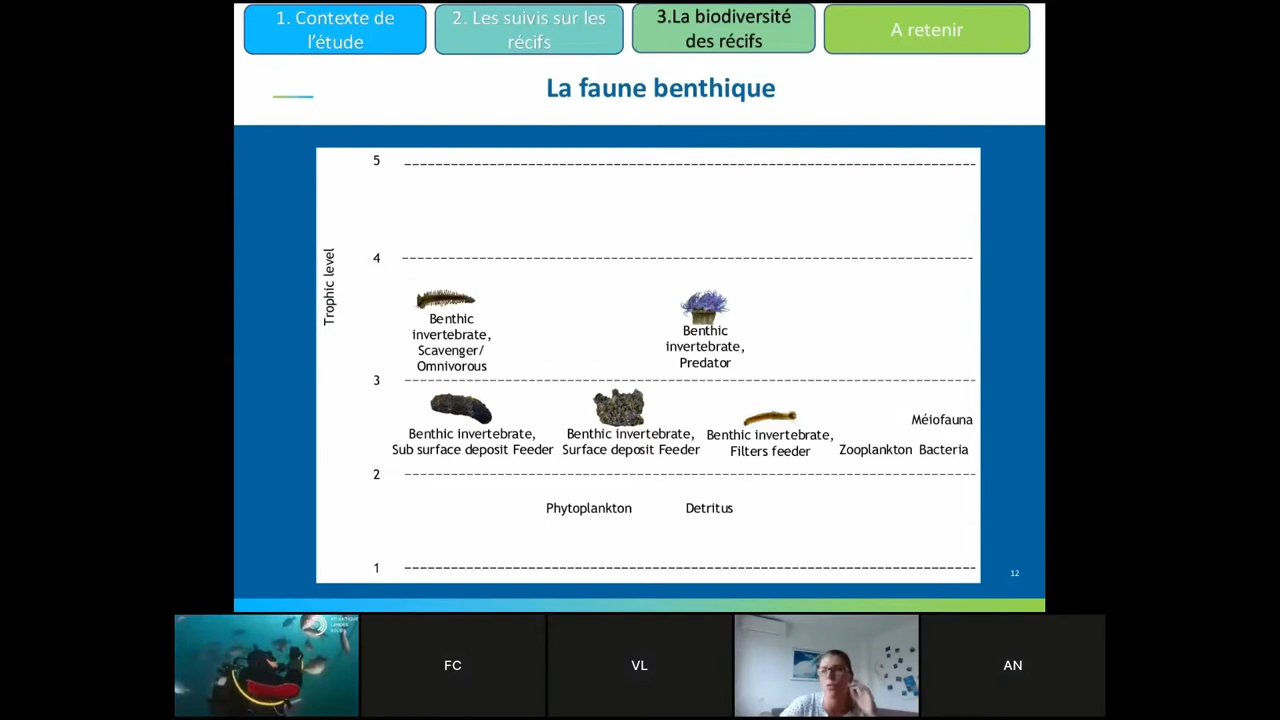 1. Contexte de
l'étude
2. Les suivis sur les
récifs
3.La biodiversité
des récifs
A retenir
La faune benthique
5
4
3
2
1
Trophic level
Benthic
invertebrate,
Scavenger/
Omnivorous
Benthic
invertebrate,
Predator
Benthic invertebrate,
Sub surface deposit Feeder
Benthic invertebrate,
Surface deposit Feeder
Benthic invertebrate,
Filters feeder
Méiofauna
Zooplankton
Bacteria
Phytoplankton
Detritus
12
FC
VL
AN